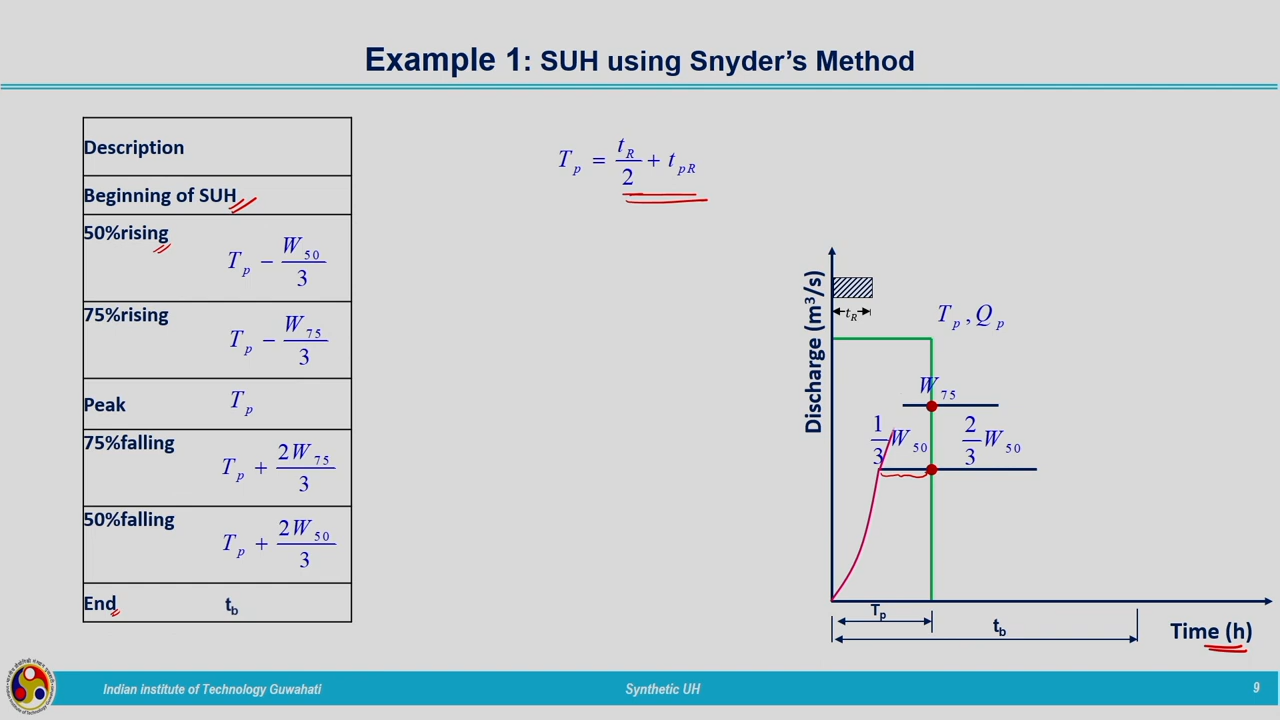 Example 1: SUH using Snyder's Method
Description
Beginning of SUH
50%rising
T_p − W_50/3
75%rising
T_p − W_75/3
Peak T_p
75%falling
T_p + 2W_75/3
50%falling
T_p + 2W_50/3
End t_b
T_p = t_R/2 + t_pR
Discharge (m³/s)
t_R
T_p , Q_p
W_75
1/3 W_50
2/3 W_50
T_p
t_b
Time (h)
Indian institute of Technology Guwahati
Synthetic UH
9